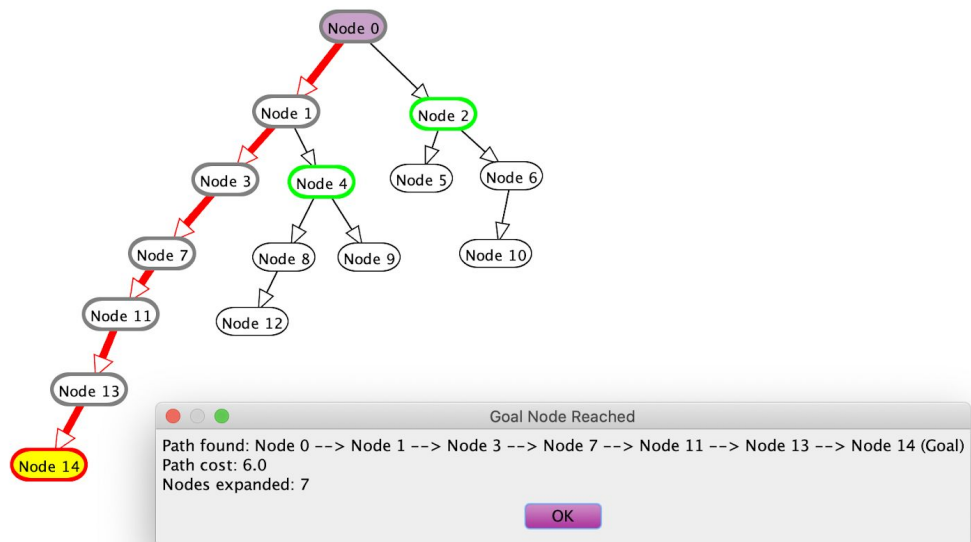 Node 0
Node 1
Node 2
Node 3
Node 4
Node 5
Node 6
Node 7
Node 8
Node 9
Node 10
Node 11
Node 12
Node 13
Node 14
Goal Node Reached
Path found: Node 0 --> Node 1 --> Node 3 --> Node 7 --> Node 11 --> Node 13 --> Node 14 (Goal)
Path cost: 6.0
Nodes expanded: 7
OK